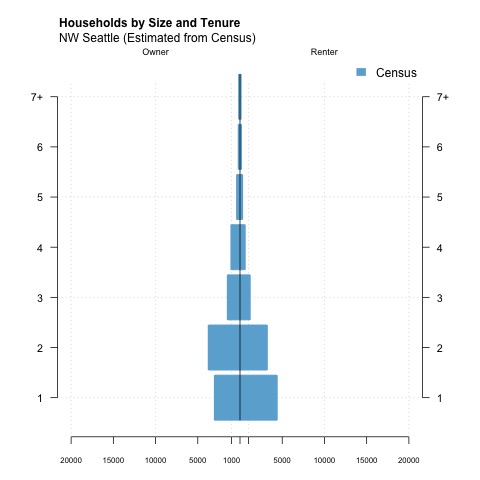 Households by Size and Tenure
NW Seattle (Estimated from Census)
Owner Renter
Census
7+ 7+
6 6
5 5
4 4
3 3
2 2
1 1
20000 15000 10000 5000 1000 5000 10000 15000 20000